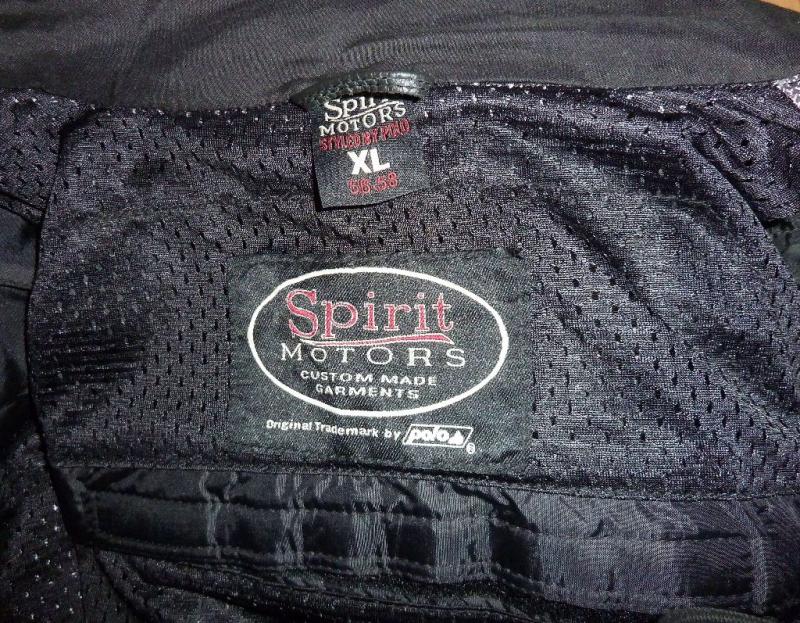 Spirit
MOTORS
STYLED BY POLO
XL
56-58
Spirit
MOTORS
CUSTOM MADE
GARMENTS
Original Trademark by polo ®